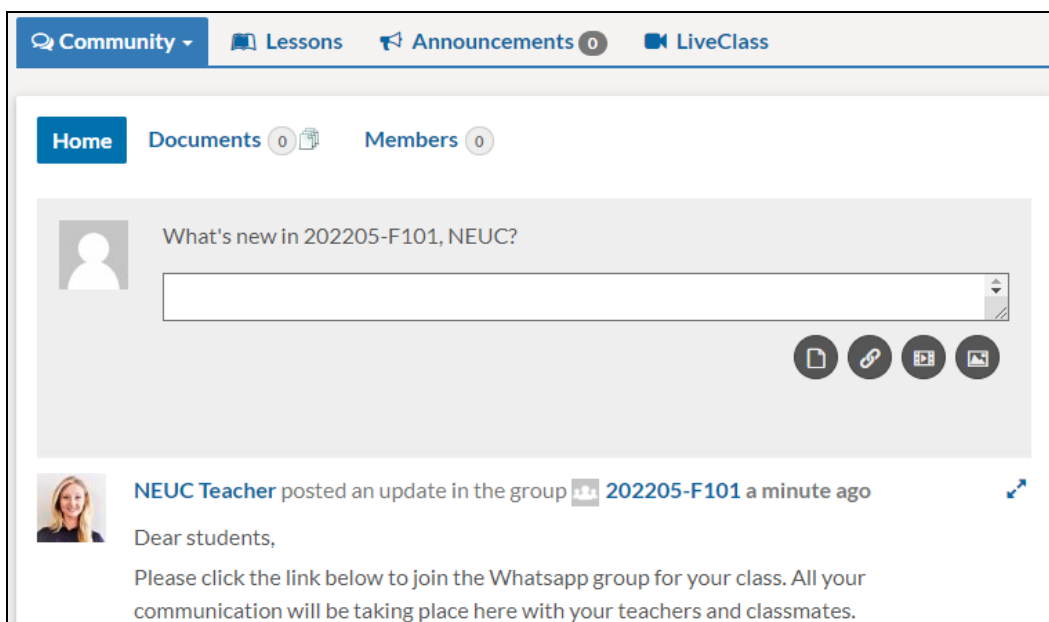 Community Lessons Announcements 0 LiveClass
Home Documents 0 Members 0
What's new in 202205-F101, NEUC?
NEUC Teacher posted an update in the group 202205-F101 a minute ago
Dear students,
Please click the link below to join the Whatsapp group for your class. All your
communication will be taking place here with your teachers and classmates.